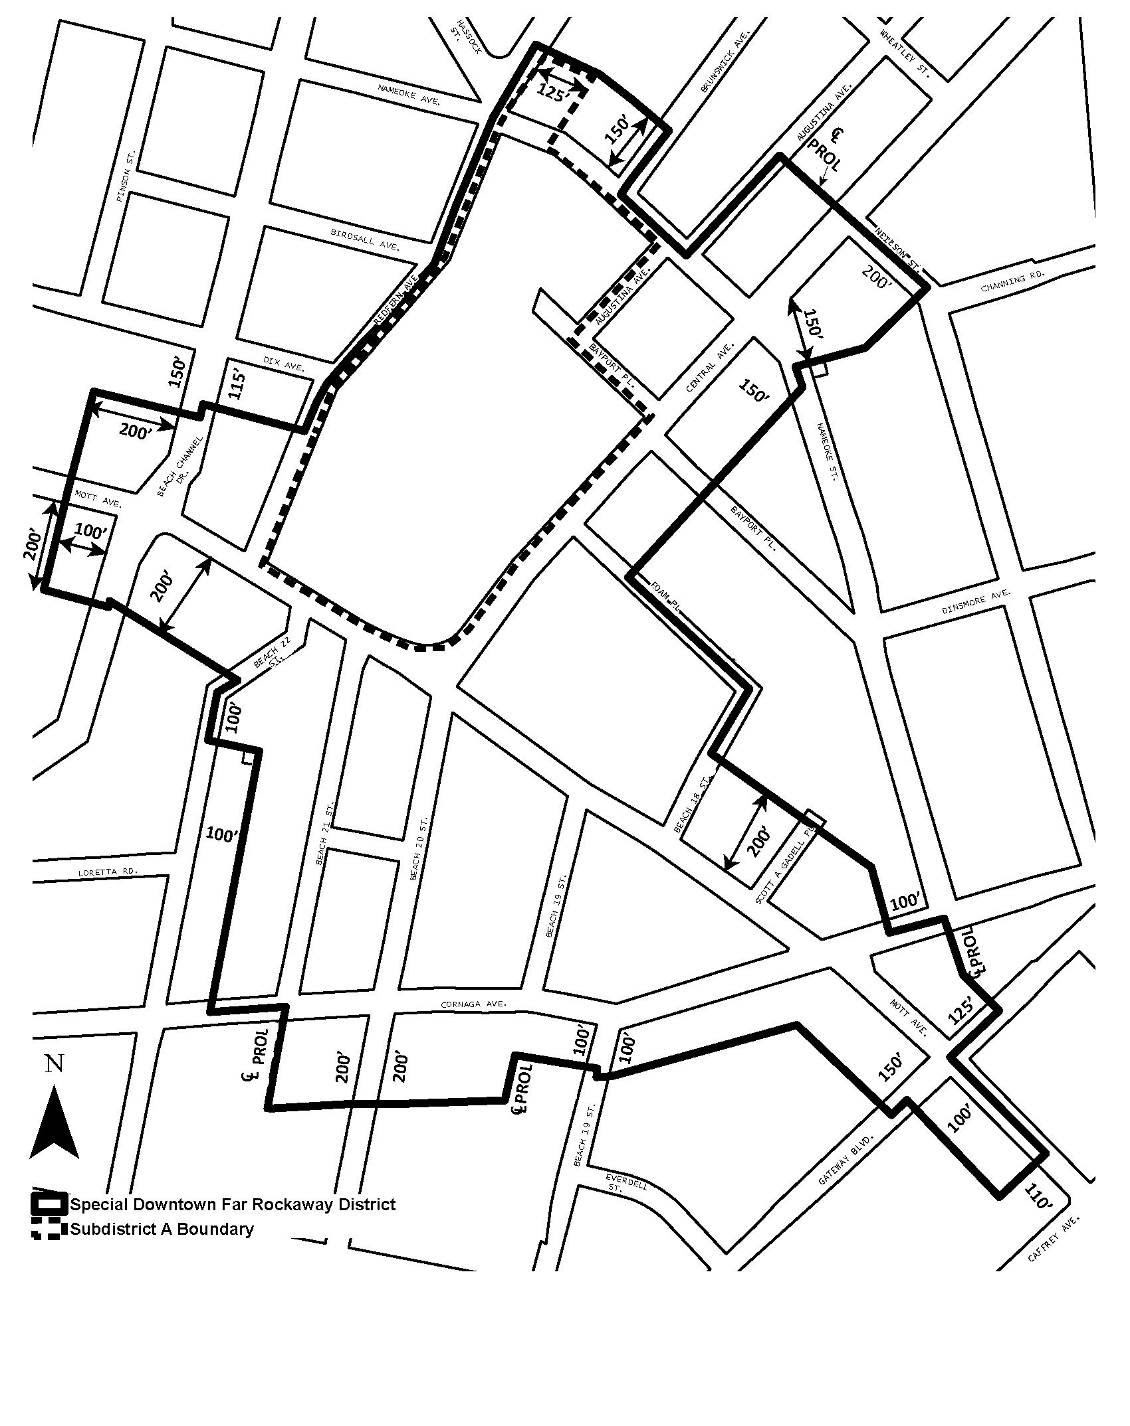 HASSOCK
ST.
WHEATLEY ST.
BRUNSWICK AVE.
NAMEOKE AVE.
125'
150'
AUGUSTINA AVE.
℄
PROL
PINSON ST.
BIRDSALL AVE.
NEILSON ST.
200'
CHANNING RD.
REDFERN AVE.
AUGUSTINA AVE.
150'
DIX AVE.
BAYPORT PL.
CENTRAL AVE.
150'
115'
150'
200'
BEACH CHANNEL
DR.
NAMEOKE ST.
MOTT AVE.
100'
200'
BAYPORT PL.
200'
FOAM PL.
DINSMORE AVE.
BEACH 22
ST.
100'
BEACH 18 ST.
100'
BEACH 21 ST.
BEACH 20 ST.
200'
SCOTT A GADELL PL.
LORETTA RD.
BEACH 19 ST.
100'
℄ PROL
CORNAGA AVE.
MOTT AVE.
125'
℄ PROL
200'
200'
100'
100'
150'
N
℄ PROL
100'
BEACH 19 ST.
GATEWAY BLVD.
EVERDELL
ST.
110'
CAFFREY AVE.
Special Downtown Far Rockaway District
Subdistrict A Boundary